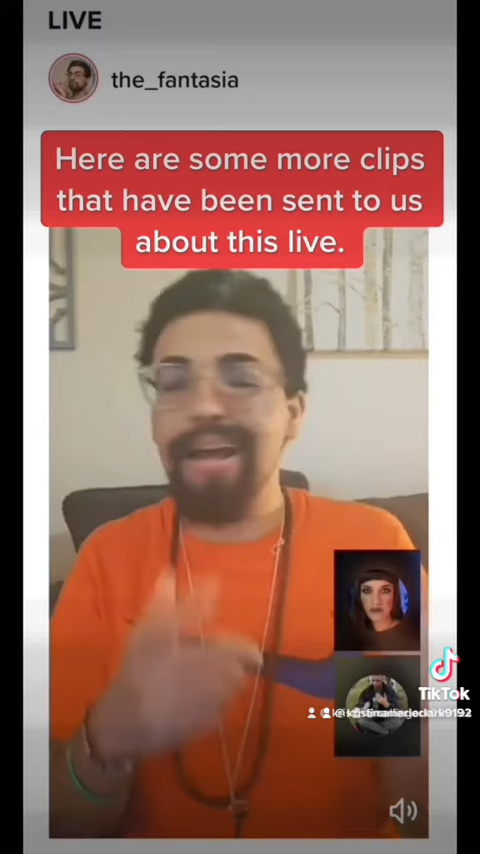 LIVE
the_fantasia
Here are some more clips
that have been sent to us
about this live.
TikTok